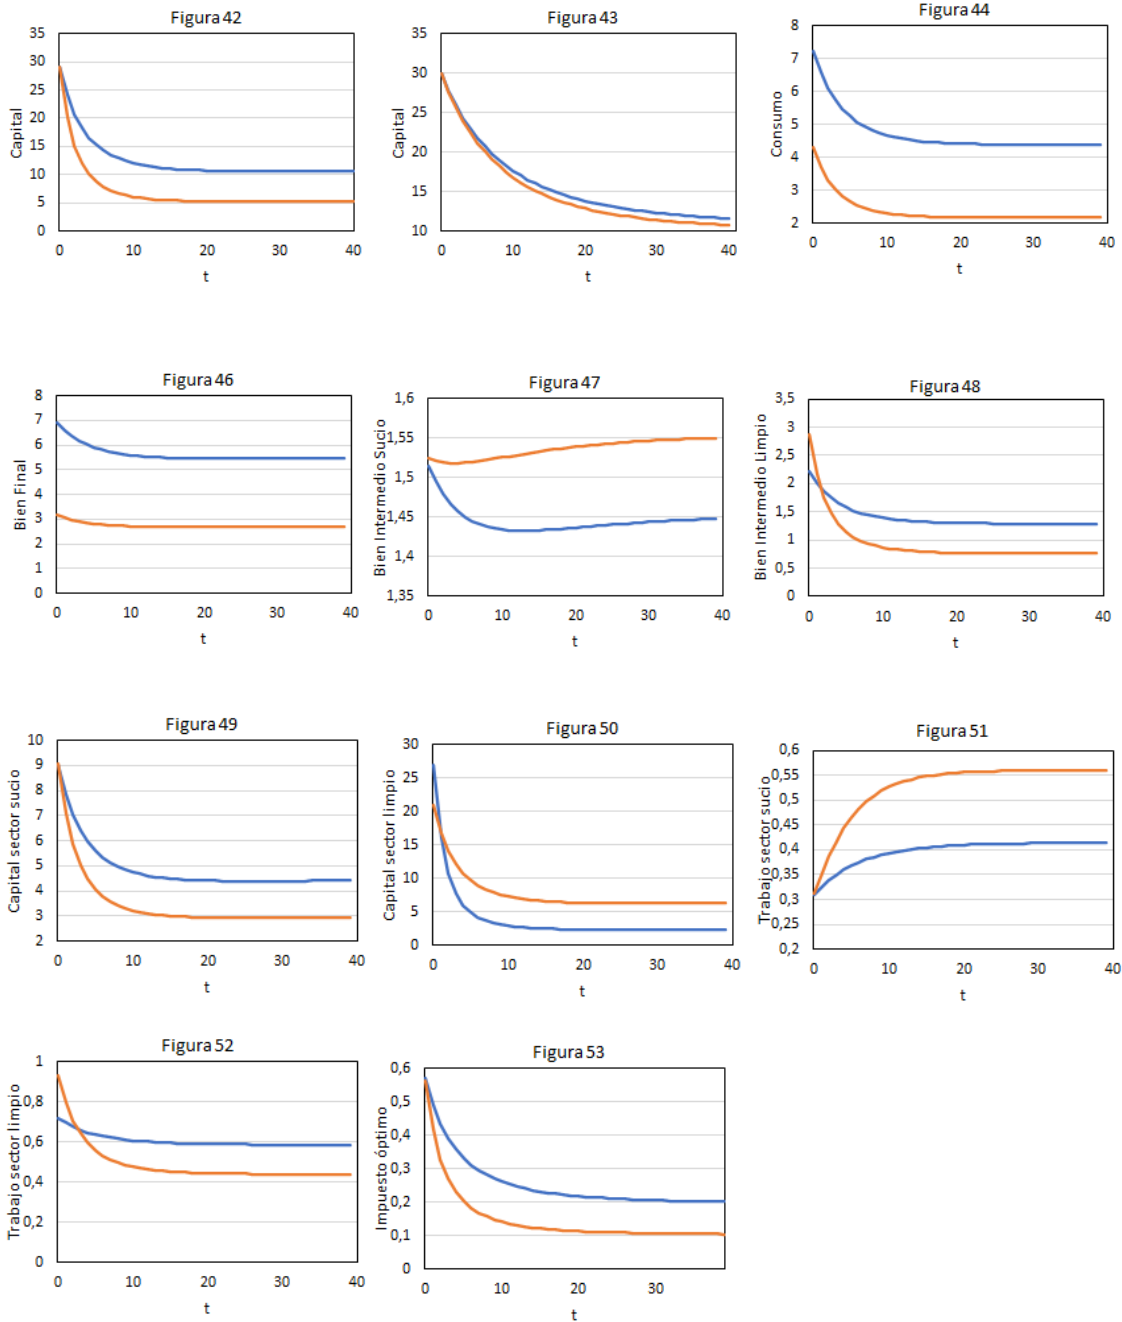 Figura 42
Capital
35
30
25
20
15
10
5
0
0 10 20 30 40
t
Figura 43
Capital
35
30
25
20
15
10
0 10 20 30 40
t
Figura 44
Consumo
8
7
6
5
4
3
2
0 10 20 30 40
t
Figura 46
Bien Final
8
7
6
5
4
3
2
1
0
0 10 20 30 40
t
Figura 47
Bien Intermedio Sucio
1,6
1,55
1,5
1,45
1,4
1,35
0 10 20 30 40
t
Figura 48
Bien Intermedio Limpio
3,5
3
2,5
2
1,5
1
0,5
0
0 10 20 30 40
t
Figura 49
Capital sector sucio
10
9
8
7
6
5
4
3
2
0 10 20 30 40
t
Figura 50
Capital sector limpio
30
25
20
15
10
5
0
0 10 20 30 40
t
Figura 51
Trabajo sector sucio
0,6
0,55
0,5
0,45
0,4
0,35
0,3
0,25
0,2
0 10 20 30 40
t
Figura 52
Trabajo sector limpio
1
0,8
0,6
0,4
0,2
0
0 10 20 30 40
t
Figura 53
Impuesto óptimo
0,6
0,5
0,4
0,3
0,2
0,1
0
0 10 20 30
t